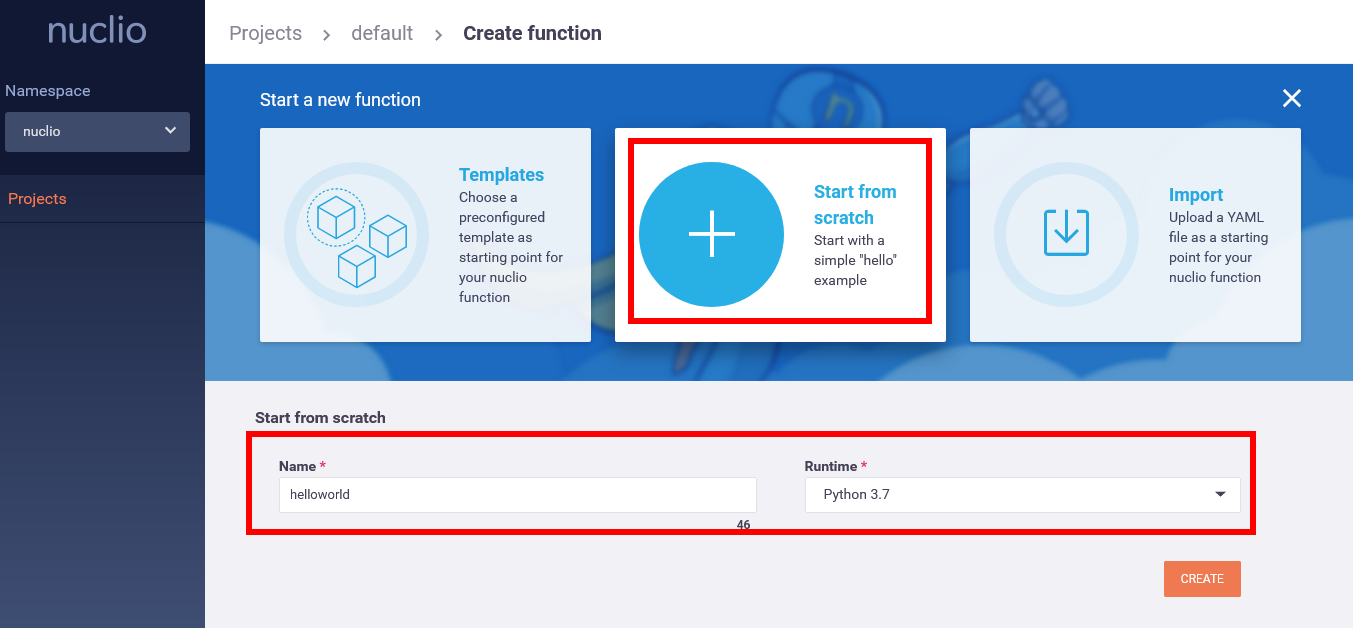 nuclio
Namespace
nuclio
Projects
Projects > default > Create function
Start a new function
Templates
Choose a
preconfigured
template as
starting point for
your nuclio
function
Start from
scratch
Start with a
simple "hello"
example
Import
Upload a YAML
file as a starting
point for your
nuclio function
Start from scratch
Name *
helloworld
46
Runtime *
Python 3.7
CREATE